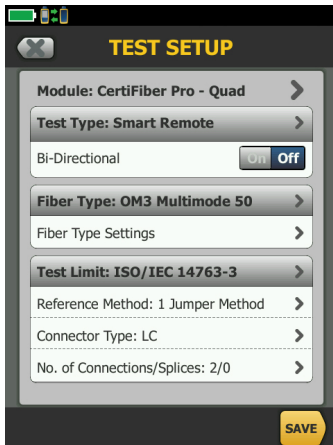 TEST SETUP
Module: CertiFiber Pro - Quad
Test Type: Smart Remote
Bi-Directional On Off
Fiber Type: OM3 Multimode 50
Fiber Type Settings
Test Limit: ISO/IEC 14763-3
Reference Method: 1 Jumper Method
Connector Type: LC
No. of Connections/Splices: 2/0
SAVE